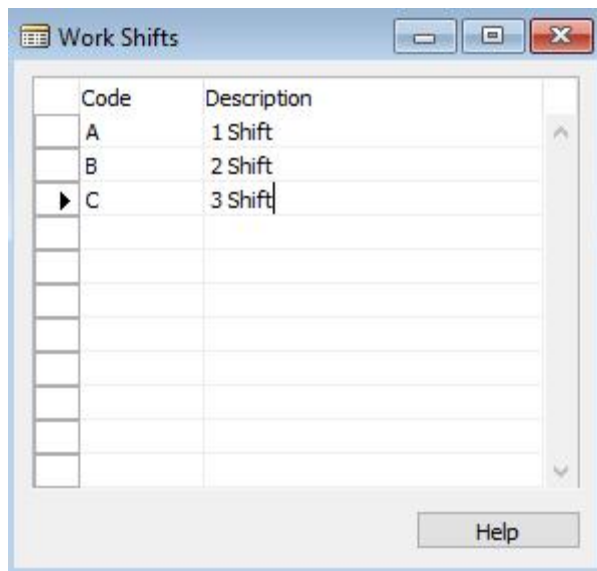 Work Shifts
Code Description
A 1 Shift
B 2 Shift
C 3 Shift
Help